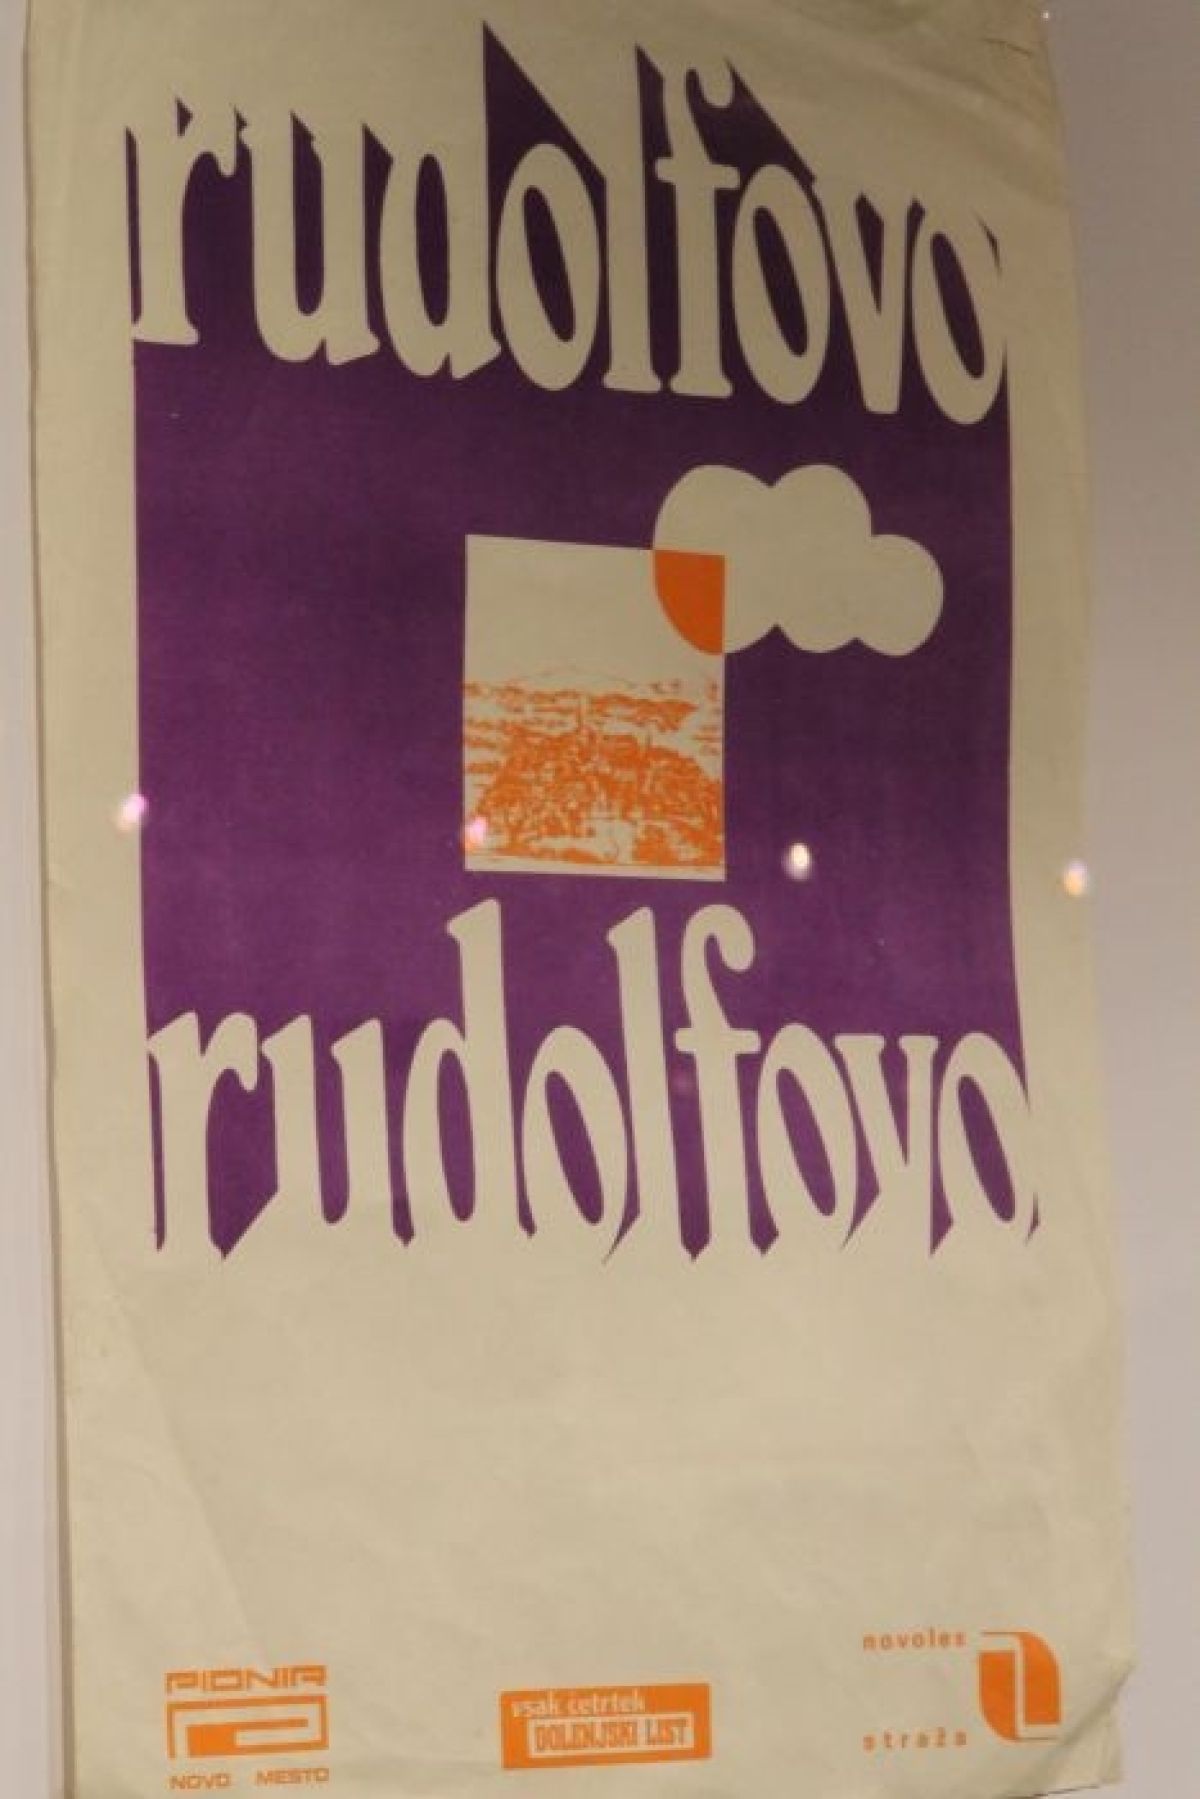 rudolfovo
rudolfovo
PIONIR
NOVO MESTO
vsak četrtek
DOLENJSKI LIST
novoles
straža